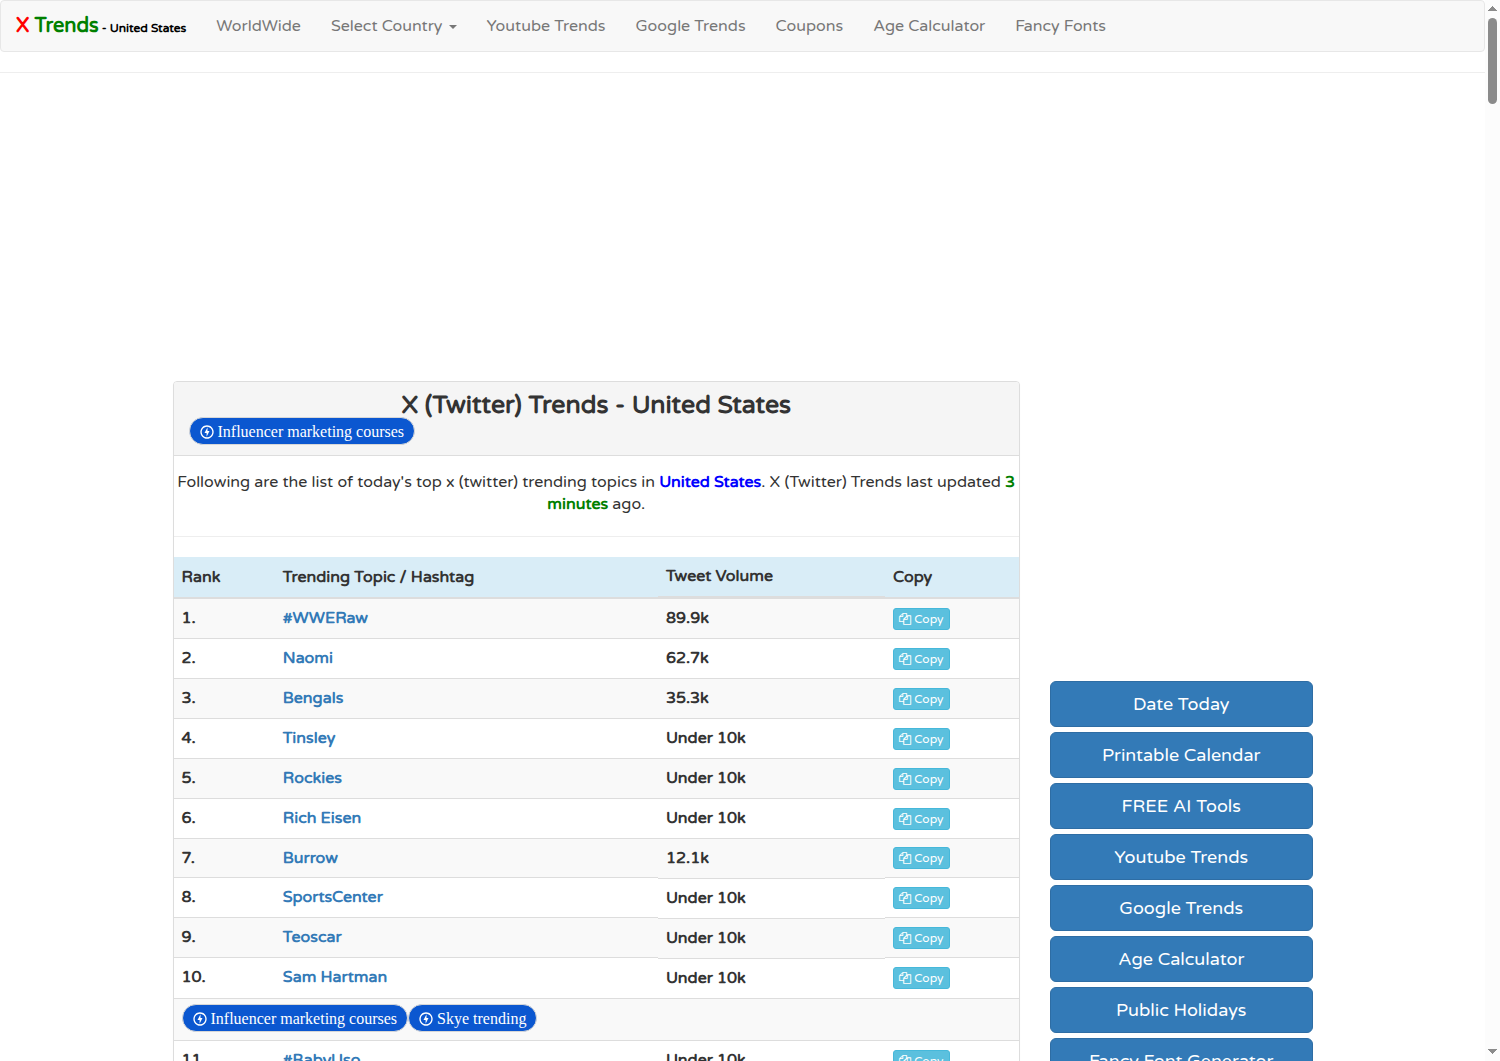 X Trends - United States WorldWide Select Country Youtube Trends Google Trends Coupons Age Calculator Fancy Fonts
X (Twitter) Trends - United States
Influencer marketing courses
Following are the list of today's top x (twitter) trending topics in United States. X (Twitter) Trends last updated 3
minutes ago.
Rank Trending Topic / Hashtag Tweet Volume Copy
1. #WWERaw 89.9k Copy
2. Naomi 62.7k Copy
3. Bengals 35.3k Copy
4. Tinsley Under 10k Copy
5. Rockies Under 10k Copy
6. Rich Eisen Under 10k Copy
7. Burrow 12.1k Copy
8. SportsCenter Under 10k Copy
9. Teoscar Under 10k Copy
10. Sam Hartman Under 10k Copy
Influencer marketing courses Skye trending
11. #BabyUso Under 10k Copy
Date Today
Printable Calendar
FREE AI Tools
Youtube Trends
Google Trends
Age Calculator
Public Holidays
Fancy Font Generator